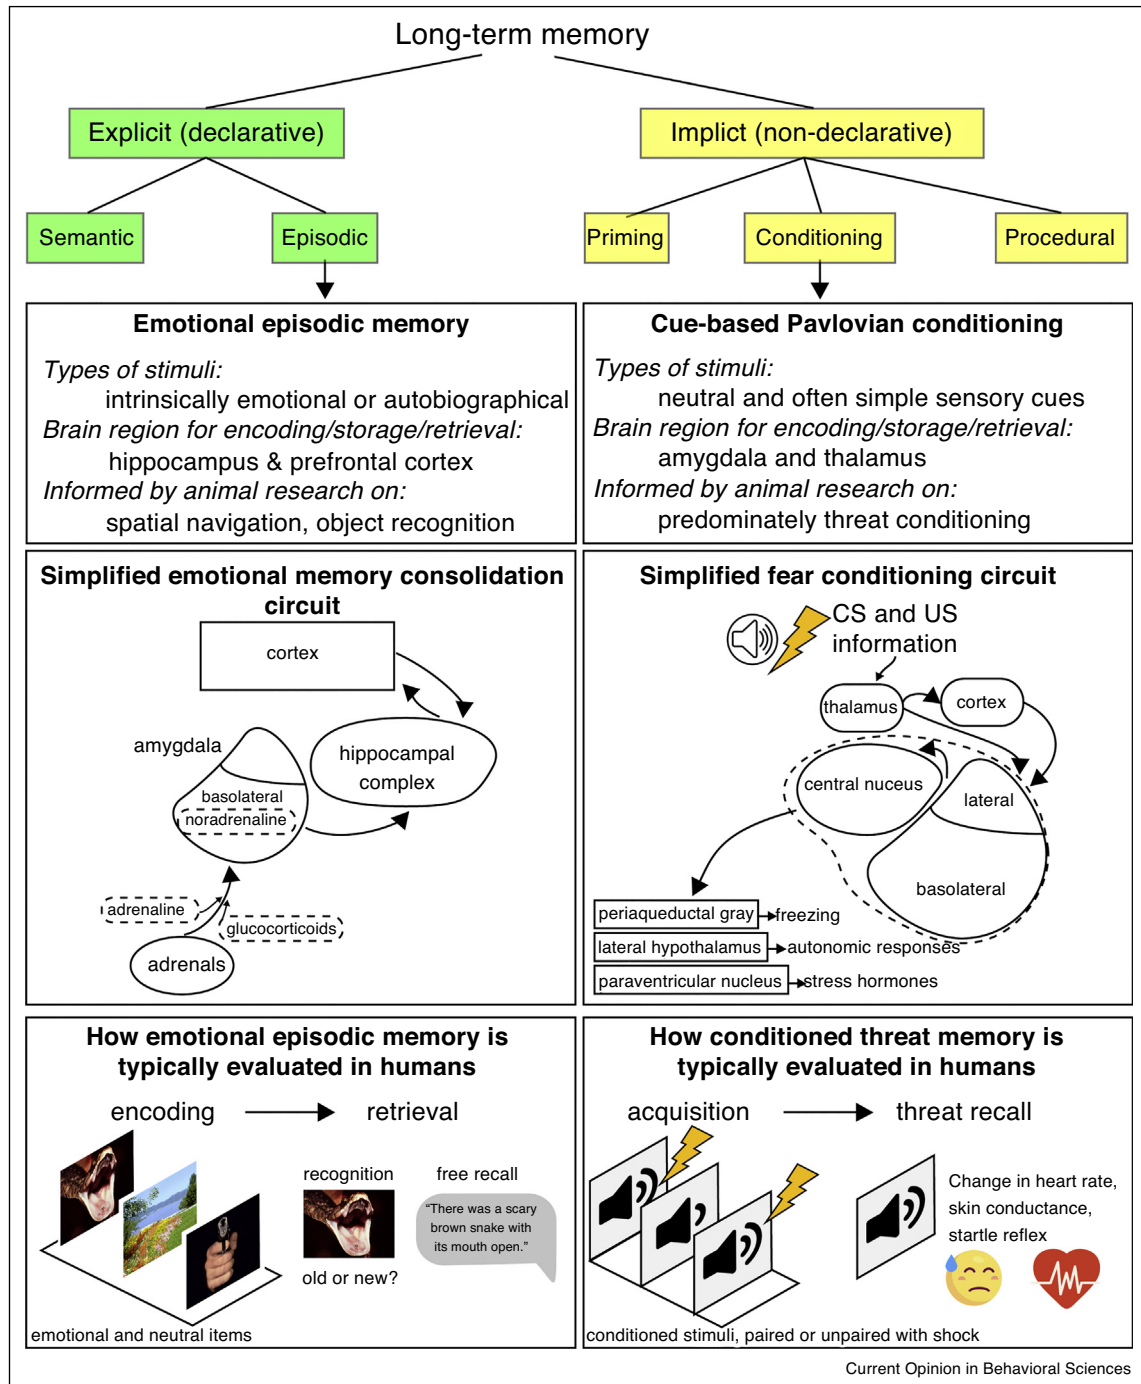 Long-term memory
Explicit (declarative)
Implict (non-declarative)
Semantic
Episodic
Priming
Conditioning
Procedural
Emotional episodic memory
Types of stimuli:
intrinsically emotional or autobiographical
Brain region for encoding/storage/retrieval:
hippocampus & prefrontal cortex
Informed by animal research on:
spatial navigation, object recognition
Cue-based Pavlovian conditioning
Types of stimuli:
neutral and often simple sensory cues
Brain region for encoding/storage/retrieval:
amygdala and thalamus
Informed by animal research on:
predominately threat conditioning
Simplified emotional memory consolidation
circuit
cortex
amygdala
hippocampal
complex
basolateral
noradrenaline
adrenaline
glucocorticoids
adrenals
Simplified fear conditioning circuit
CS and US
information
thalamus
cortex
central nuceus
lateral
basolateral
periaqueductal gray
freezing
lateral hypothalamus
autonomic responses
paraventricular nucleus
stress hormones
How emotional episodic memory is
typically evaluated in humans
encoding
retrieval
recognition
free recall
“There was a scary
brown snake with
its mouth open.”
old or new?
emotional and neutral items
How conditioned threat memory is
typically evaluated in humans
acquisition
threat recall
Change in heart rate,
skin conductance,
startle reflex
conditioned stimuli, paired or unpaired with shock
Current Opinion in Behavioral Sciences